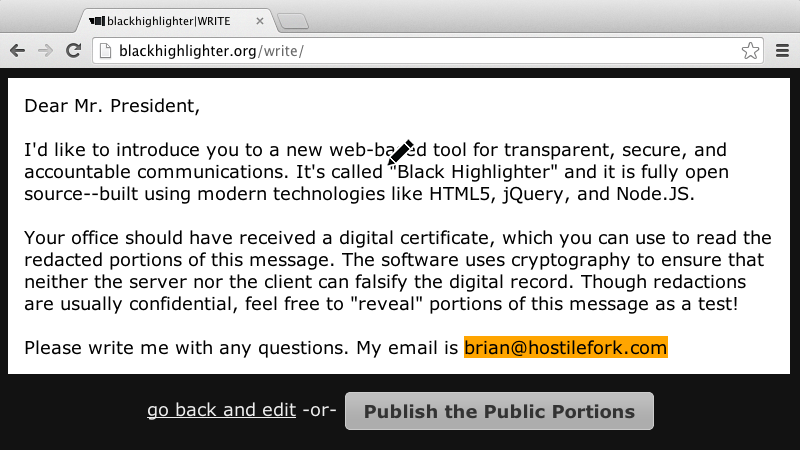 blackhighlighter|WRITE
blackhighlighter.org/write/
Dear Mr. President,
I'd like to introduce you to a new web-based tool for transparent, secure, and
accountable communications. It's called "Black Highlighter" and it is fully open
source--built using modern technologies like HTML5, jQuery, and Node.JS.
Your office should have received a digital certificate, which you can use to read the
redacted portions of this message. The software uses cryptography to ensure that
neither the server nor the client can falsify the digital record. Though redactions
are usually confidential, feel free to "reveal" portions of this message as a test!
Please write me with any questions. My email is brian@hostilefork.com
go back and edit -or- Publish the Public Portions